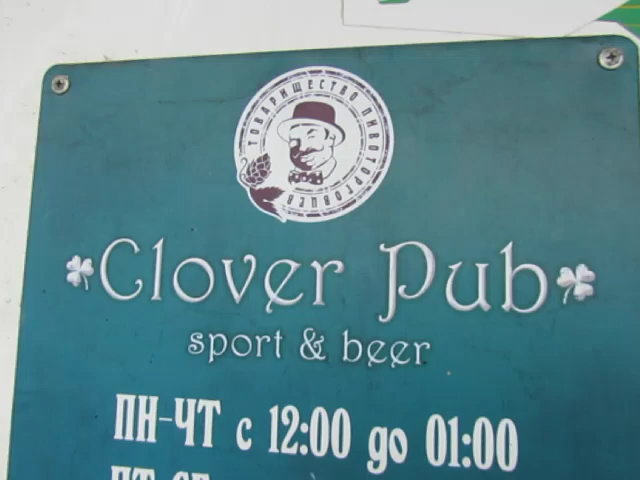 ТОВАРИЩЕСТВО ПИВОТОРГОВЦЕВ
Clover Pub
sport & beer
ПН-ЧТ с 12:00 до 01:00